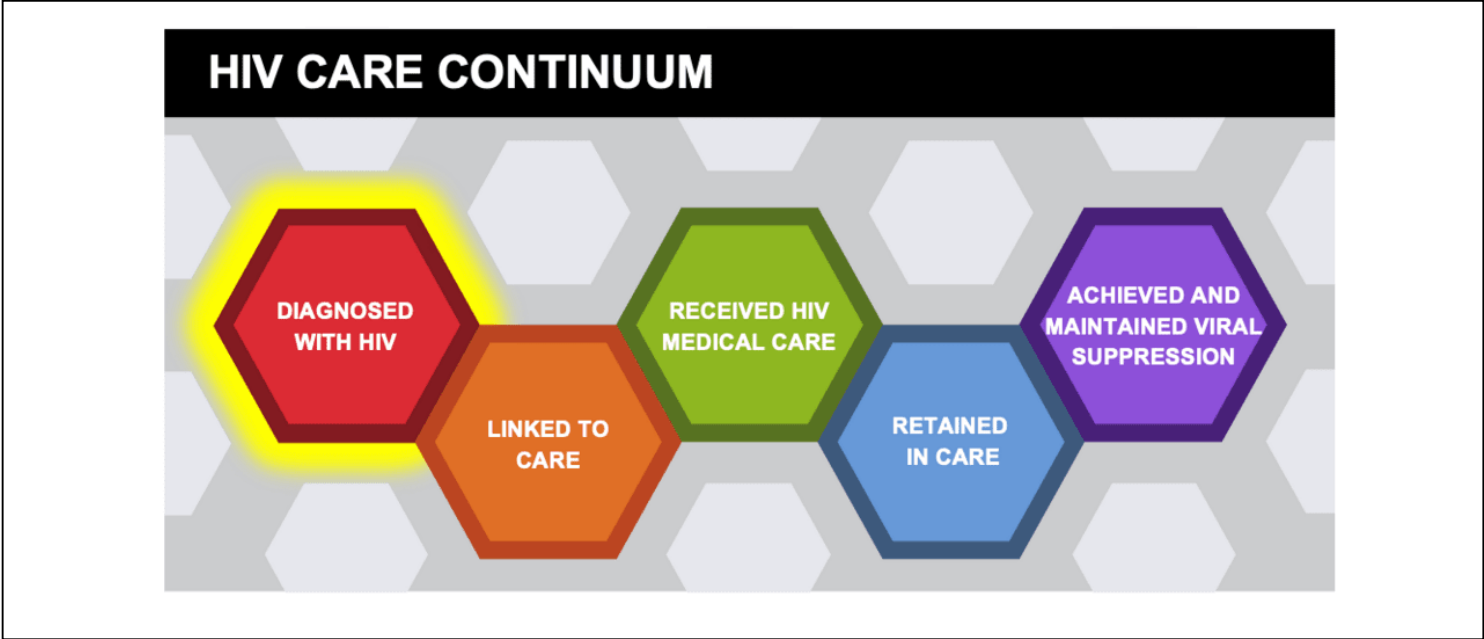 HIV CARE CONTINUUM
DIAGNOSED
WITH HIV
LINKED TO
CARE
RECEIVED HIV
MEDICAL CARE
RETAINED
IN CARE
ACHIEVED AND
MAINTAINED VIRAL
SUPPRESSION